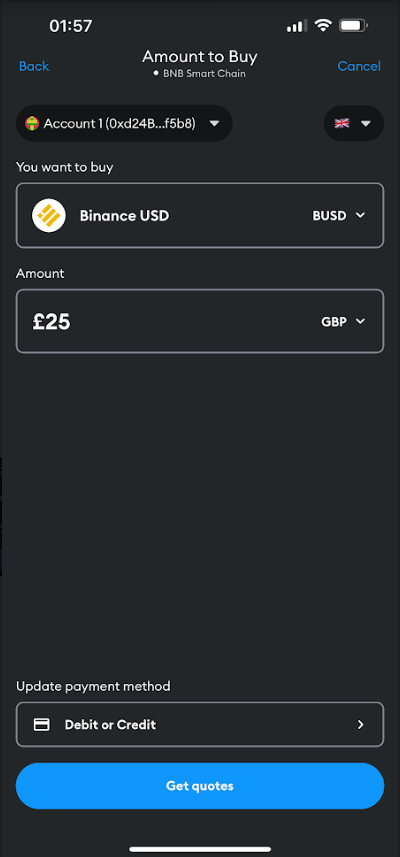 01:57
Back
Amount to Buy
BNB Smart Chain
Cancel
Account 1 (0xd24B...f5b8)
You want to buy
Binance USD
BUSD
Amount
£25
GBP
Update payment method
Debit or Credit
Get quotes